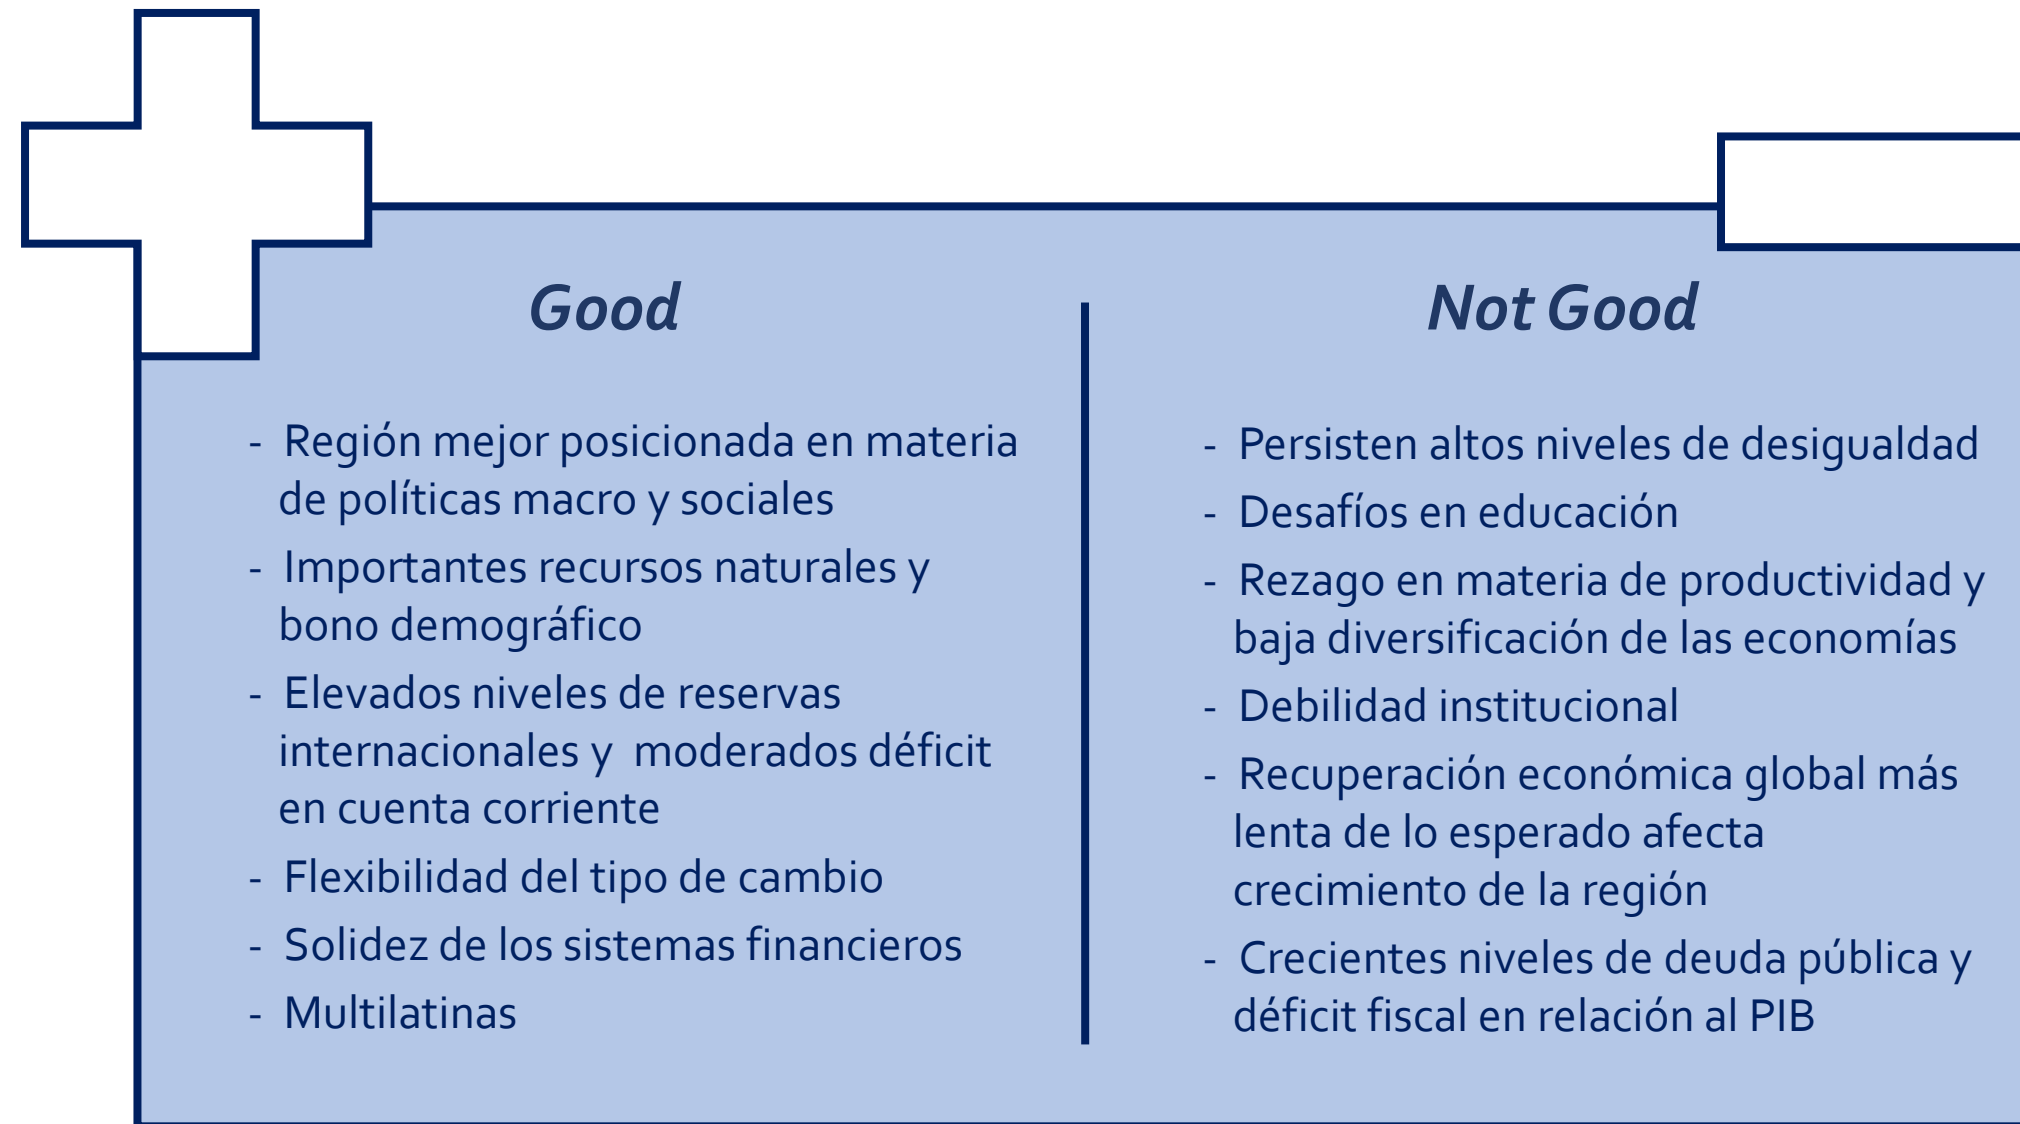 Good
- Región mejor posicionada en materia
de políticas macro y sociales
- Importantes recursos naturales y
bono demográfico
- Elevados niveles de reservas
internacionales y  moderados déficit
en cuenta corriente
- Flexibilidad del tipo de cambio
- Solidez de los sistemas financieros
- Multilatinas
Not Good
- Persisten altos niveles de desigualdad
- Desafíos en educación
- Rezago en materia de productividad y
baja diversificación de las economías
- Debilidad institucional
- Recuperación económica global más
lenta de lo esperado afecta
crecimiento de la región
- Crecientes niveles de deuda pública y
déficit fiscal en relación al PIB